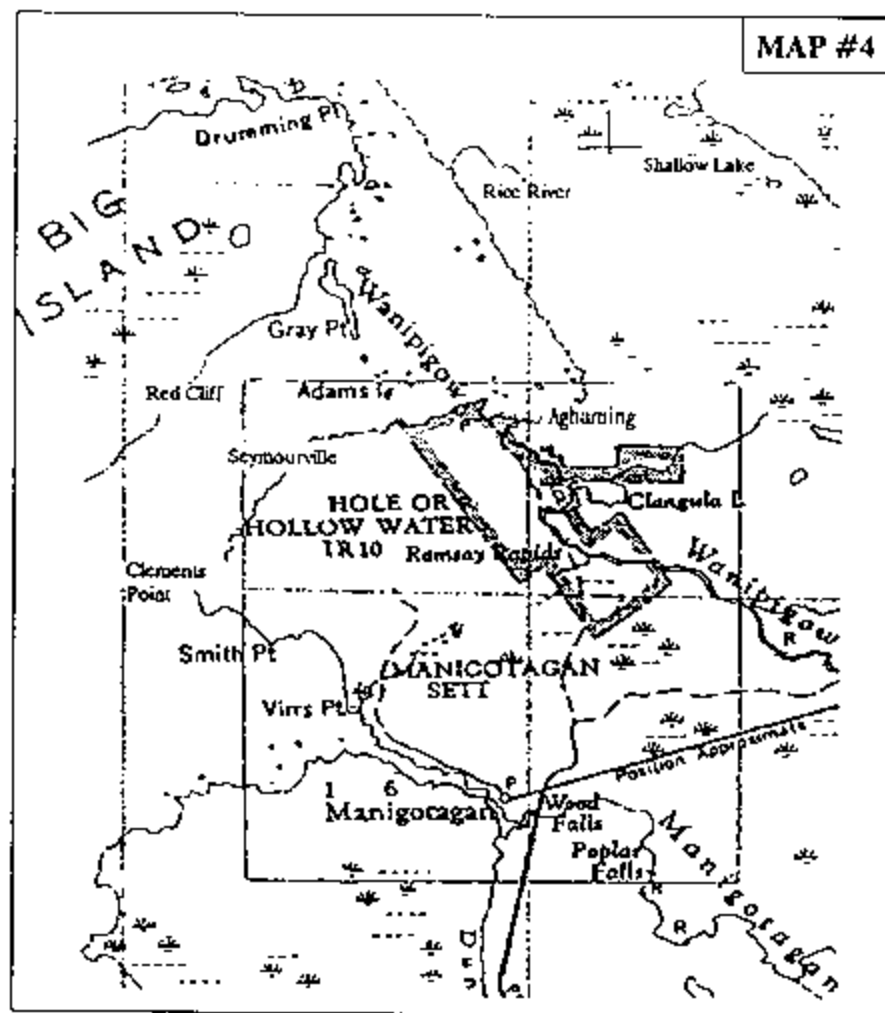 MAP #4
Drumming Pt
Shallow Lake
Rice River
BIG
ISLAND
Wanipigow
Gray Pt
Red Cliff
Adams Is
Aghaming
Seymourville
HOLE OR
HOLLOW WATER
IR 10
Clangula L
Ramsay Rapids
Wanipigow
R
Clements
Point
Smith Pt
MANICOTAGAN
SETT
Virrs Pt
Position Approximate
P
1 6
Manigotagan
Wood
Falls
Poplar
Falls
Manigotagan
R
R